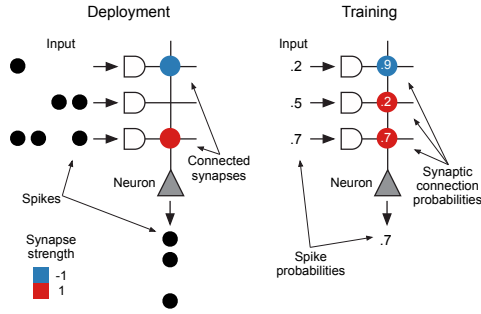 Deployment
Training
Input
Input
.2
.9
.5
.2
.7
.7
Connected
synapses
Neuron
Neuron
Synaptic
connection
probabilities
Spikes
Synapse
strength
-1
1
Spike
probabilities
.7